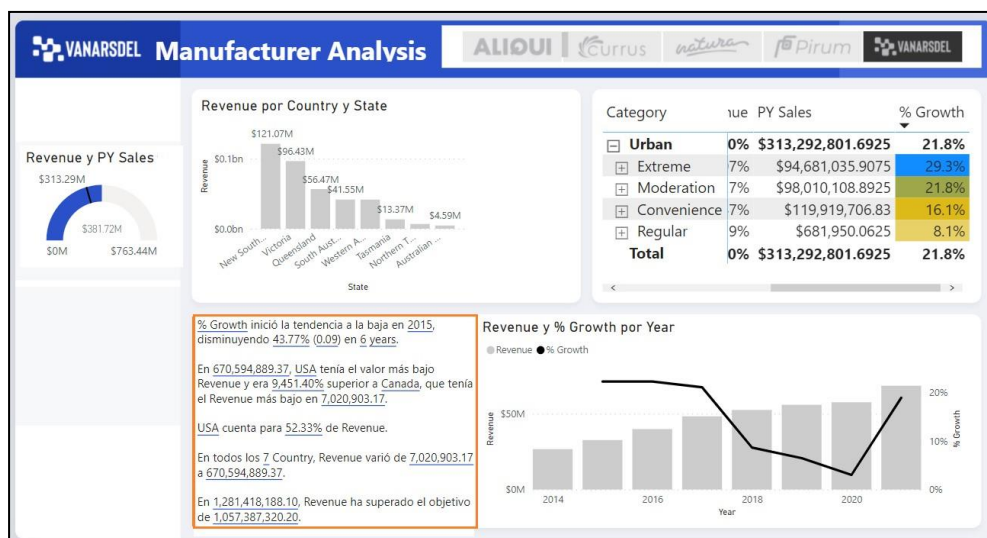 VANARSDEL Manufacturer Analysis
ALIQUI Currus natura Pirum VANARSDEL
Revenue y PY Sales
$313.29M
$381.72M
$0M $763.44M
Revenue por Country y State
$121.07M
$96.43M
$56.47M
$41.55M
$13.37M
$4.59M
$0.1bn
$0.0bn
Revenue
New South... Victoria Queensland South Aust... Western A... Tasmania Northern T... Australian ...
State
Category ue PY Sales % Growth
Urban 0% $313,292,801.6925 21.8%
Extreme 7% $94,681,035.9075 29.3%
Moderation 7% $98,010,108.8925 21.8%
Convenience 7% $119,919,706.83 16.1%
Regular 9% $681,950.0625 8.1%
Total 0% $313,292,801.6925 21.8%
% Growth inició la tendencia a la baja en 2015,
disminuyendo 43.77% (0.09) en 6 years.
En 670,594,889.37, USA tenía el valor más bajo
Revenue y era 9,451.40% superior a Canada, que tenía
el Revenue más bajo en 7,020,903.17.
USA cuenta para 52.33% de Revenue.
En todos los 7 Country, Revenue varió de 7,020,903.17
a 670,594,889.37.
En 1,281,418,188.10, Revenue ha superado el objetivo
de 1,057,387,320.20.
Revenue y % Growth por Year
Revenue % Growth
Revenue
$50M
$0M
20%
10%
0%
% Growth
2014 2016 2018 2020
Year